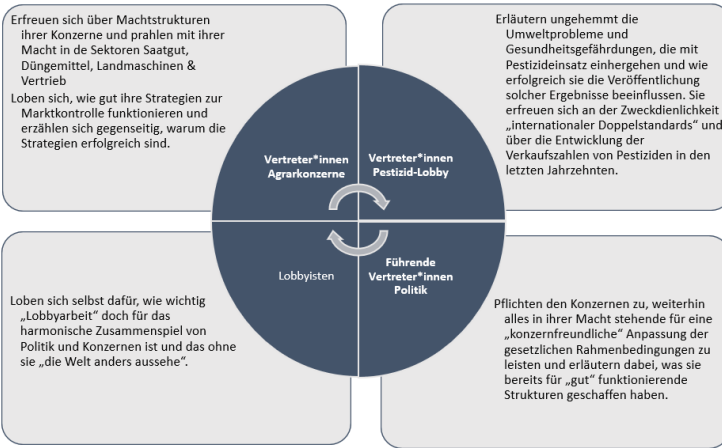 Erfreuen sich über Machtstrukturen
ihrer Konzerne und prahlen mit ihrer
Macht in de Sektoren Saatgut,
Düngemittel, Landmaschinen &
Vertrieb
Loben sich, wie gut ihre Strategien zur
Marktkontrolle funktionieren und
erzählen sich gegenseitig, warum die
Strategien erfolgreich sind.
Erläutern ungehemmt die
Umweltprobleme und
Gesundheitsgefährdungen, die mit
Pestizideinsatz einhergehen und wie
erfolgreich sie die Veröffentlichung
solcher Ergebnisse beeinflussen. Sie
erfreuen sich an der Zweckdienlichkeit
„internationaler Doppelstandards“ und
über die Entwicklung der
Verkaufszahlen von Pestiziden in den
letzten Jahrzehnten.
Vertreter*innen
Agrarkonzerne
Vertreter*innen
Pestizid-Lobby
Lobbyisten
Führende
Vertreter*innen
Politik
Loben sich selbst dafür, wie wichtig
„Lobbyarbeit“ doch für das
harmonische Zusammenspiel von
Politik und Konzernen ist und das ohne
sie „die Welt anders aussehe“.
Pflichten den Konzernen zu, weiterhin
alles in ihrer Macht stehende für eine
„konzernfreundliche“ Anpassung der
gesetzlichen Rahmenbedingungen zu
leisten und erläutern dabei, was sie
bereits für „gut“ funktionierende
Strukturen geschaffen haben.